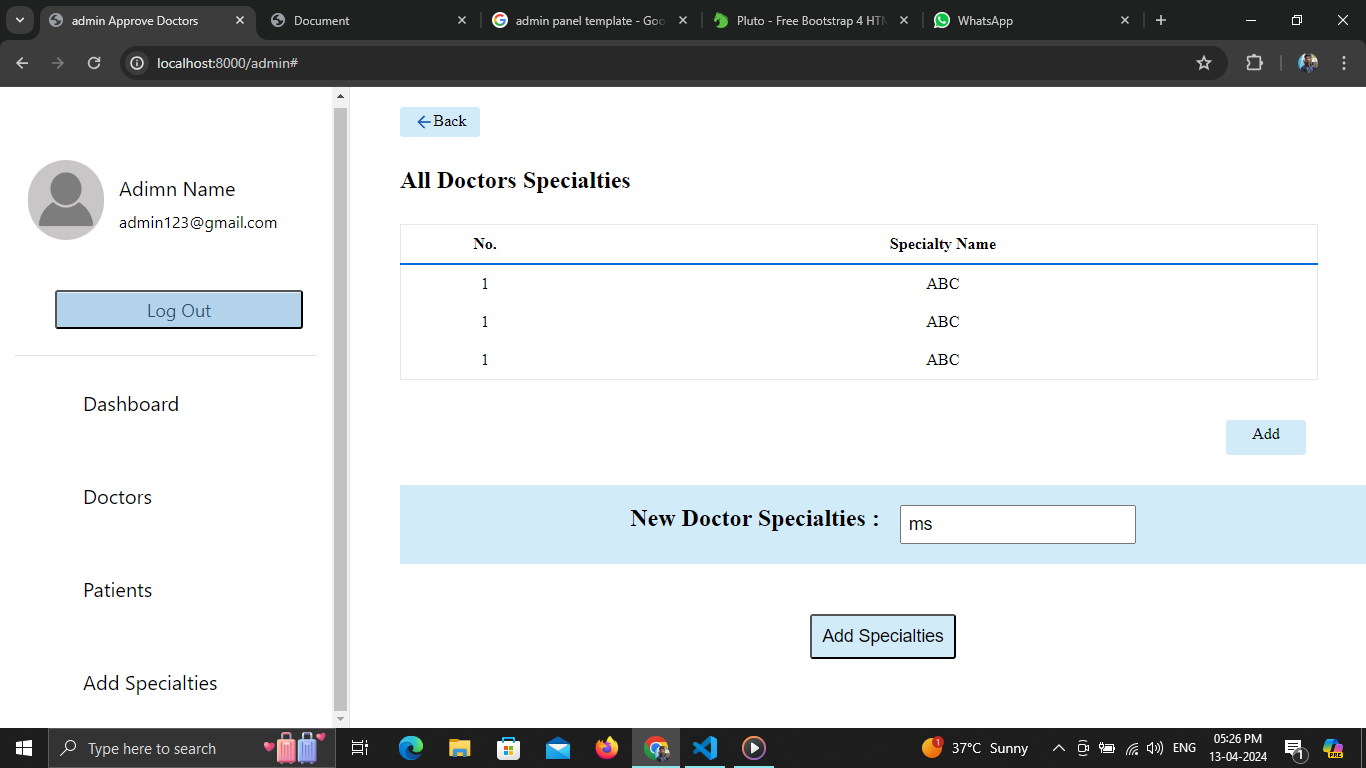 admin Approve Doctors
Document
admin panel template - Goo
Pluto - Free Bootstrap 4 HTM
WhatsApp
localhost:8000/admin#
Adimn Name
admin123@gmail.com
Log Out
Dashboard
Doctors
Patients
Add Specialties
Back
All Doctors Specialties
No. Specialty Name
1 ABC
1 ABC
1 ABC
Add
New Doctor Specialties : ms
Add Specialties
Type here to search
1
37°C Sunny
ENG
05:26 PM
13-04-2024
1
PRE